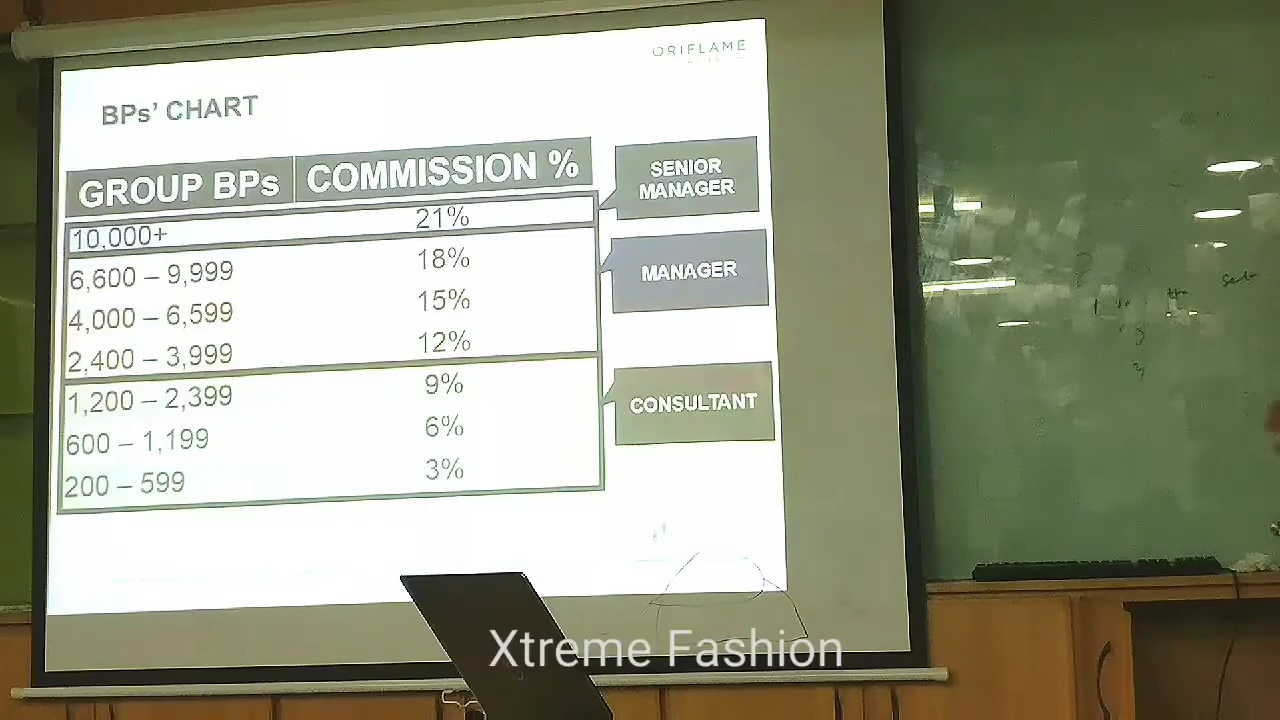 ORIFLAME
BPs' CHART
GROUP BPs COMMISSION %
10,000+ 21%
6,600 – 9,999 18%
4,000 – 6,599 15%
2,400 – 3,999 12%
1,200 – 2,399 9%
600 – 1,199 6%
200 – 599 3%
SENIOR
MANAGER
MANAGER
CONSULTANT
Xtreme Fashion